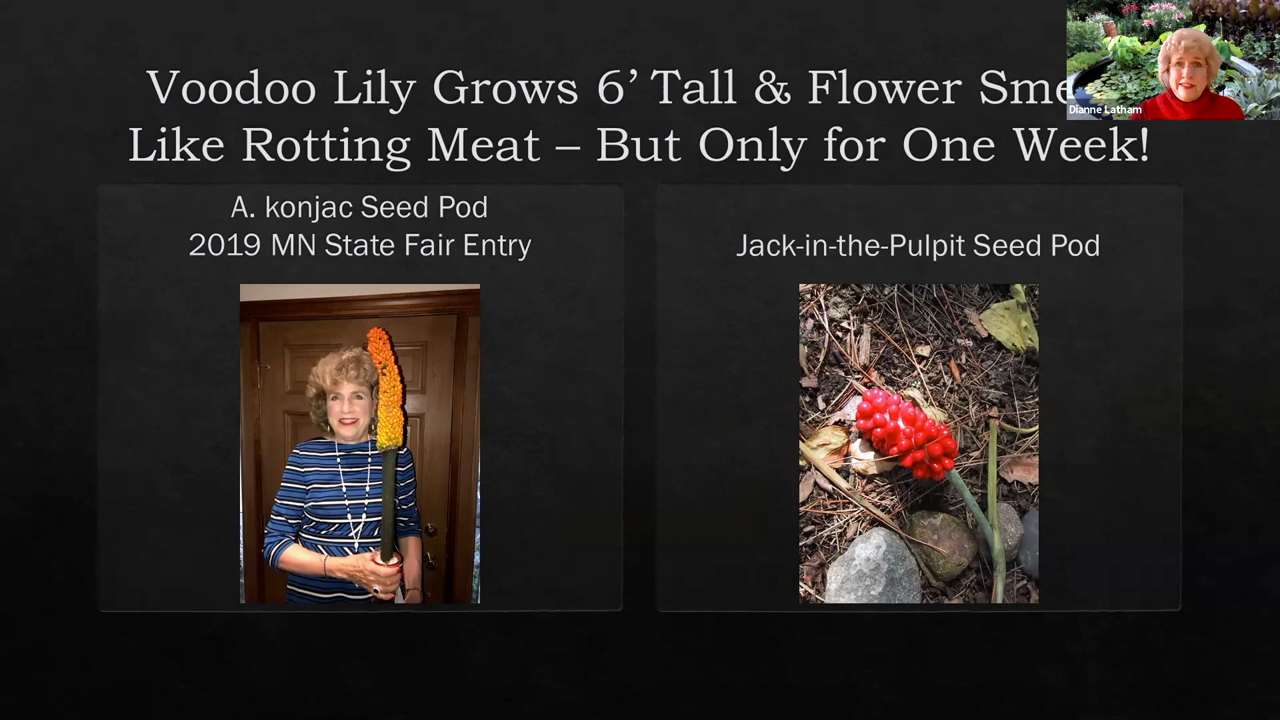 Voodoo Lily Grows 6’ Tall & Flower
Like Rotting Meat – But Only for One Week!
Dianne Latham
A. konjac Seed Pod
2019 MN State Fair Entry
Jack-in-the-Pulpit Seed Pod